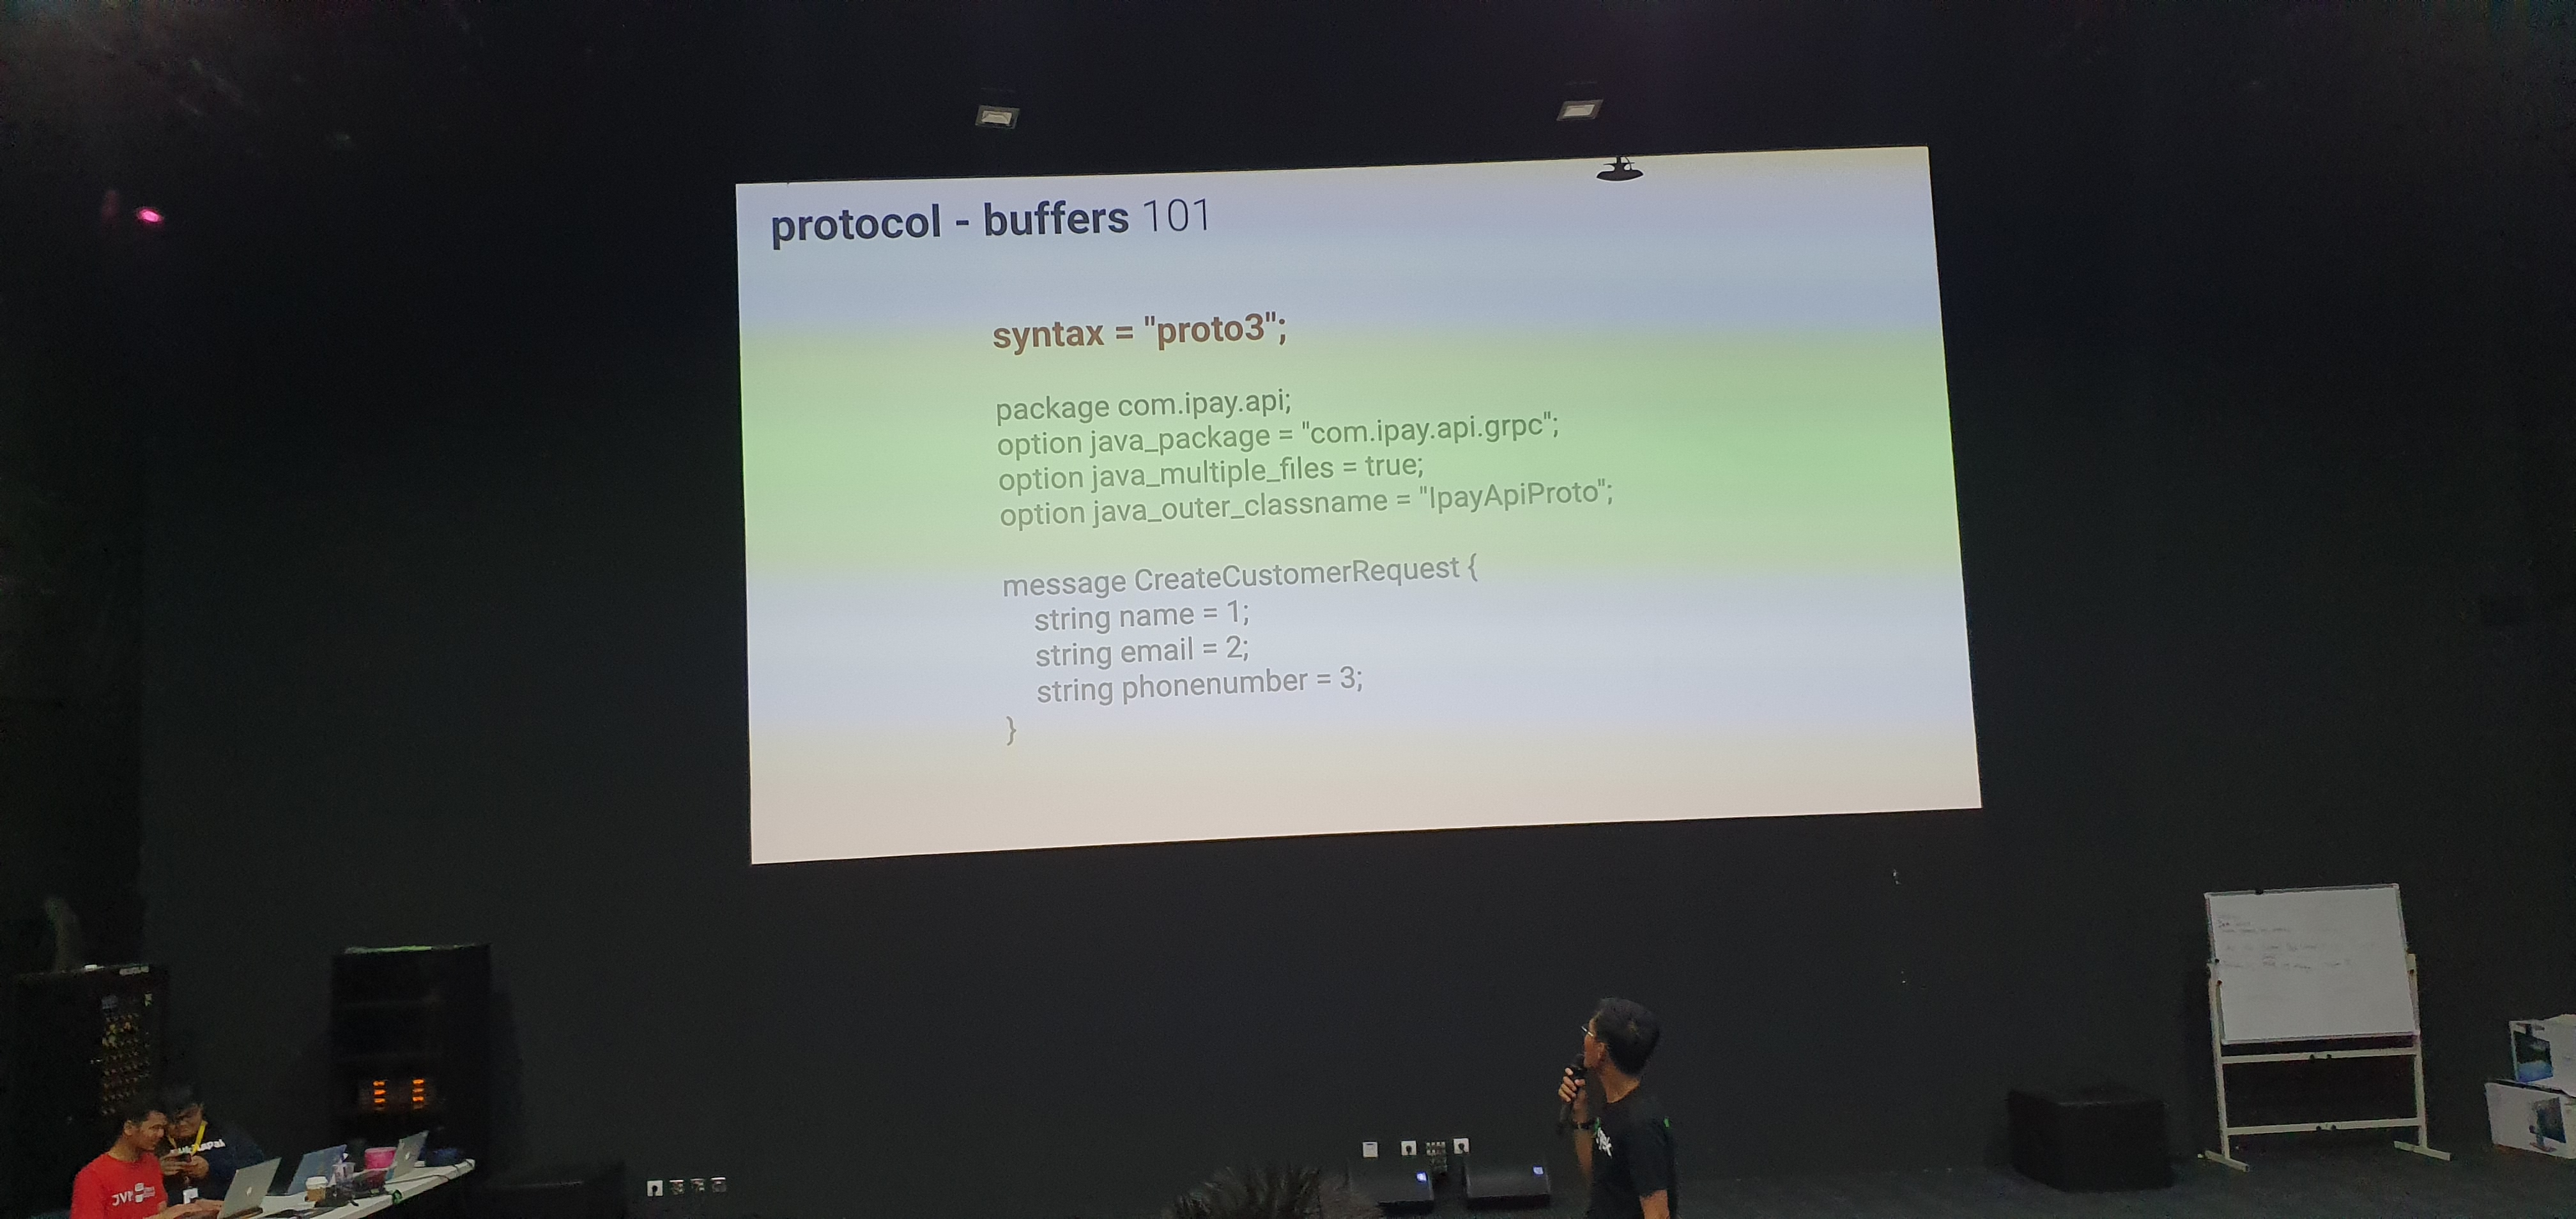 protocol - buffers 101
syntax = "proto3";
package com.ipay.api;
option java_package = "com.ipay.api.grpc";
option java_multiple_files = true;
option java_outer_classname = "IpayApiProto";
message CreateCustomerRequest {
string name = 1;
string email = 2;
string phonenumber = 3;
}